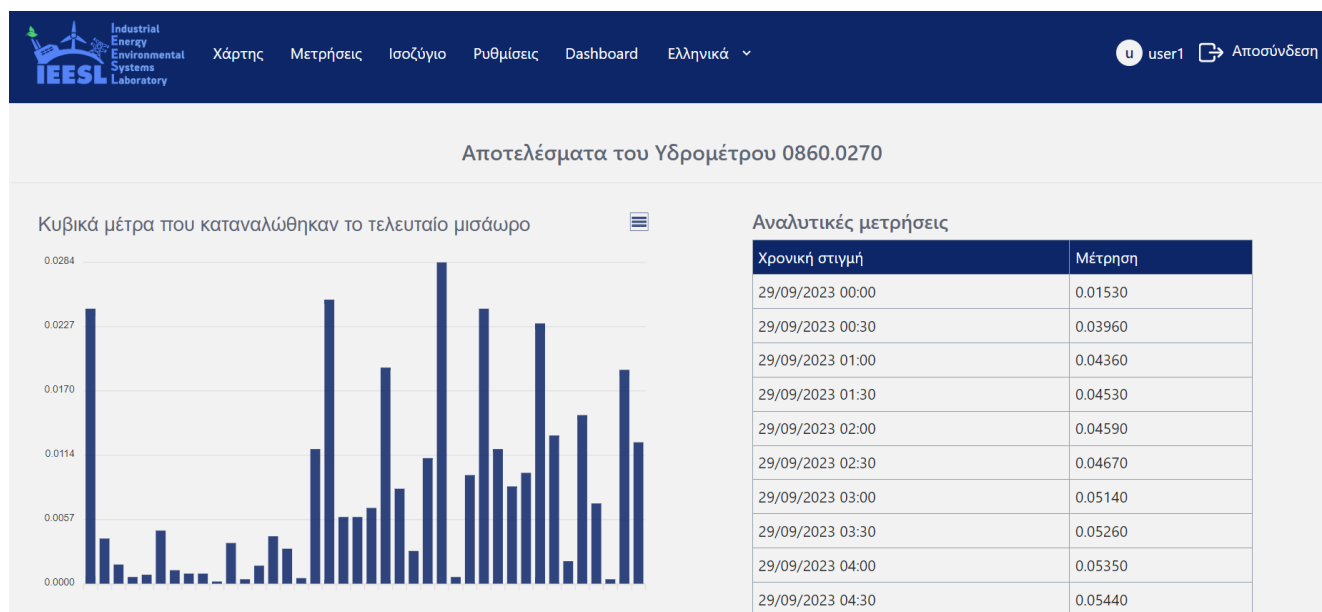 Industrial
Energy
Environmental
Systems
Laboratory
IEESL
Χάρτης Μετρήσεις Ισοζύγιο Ρυθμίσεις Dashboard Ελληνικά
u user1 Αποσύνδεση
Αποτελέσματα του Υδρομέτρου 0860.0270
Κυβικά μέτρα που καταναλώθηκαν το τελευταίο μισάωρο
0.0284
0.0227
0.0170
0.0114
0.0057
0.0000
Αναλυτικές μετρήσεις
Χρονική στιγμή Μέτρηση
29/09/2023 00:00 0.01530
29/09/2023 00:30 0.03960
29/09/2023 01:00 0.04360
29/09/2023 01:30 0.04530
29/09/2023 02:00 0.04590
29/09/2023 02:30 0.04670
29/09/2023 03:00 0.05140
29/09/2023 03:30 0.05260
29/09/2023 04:00 0.05350
29/09/2023 04:30 0.05440